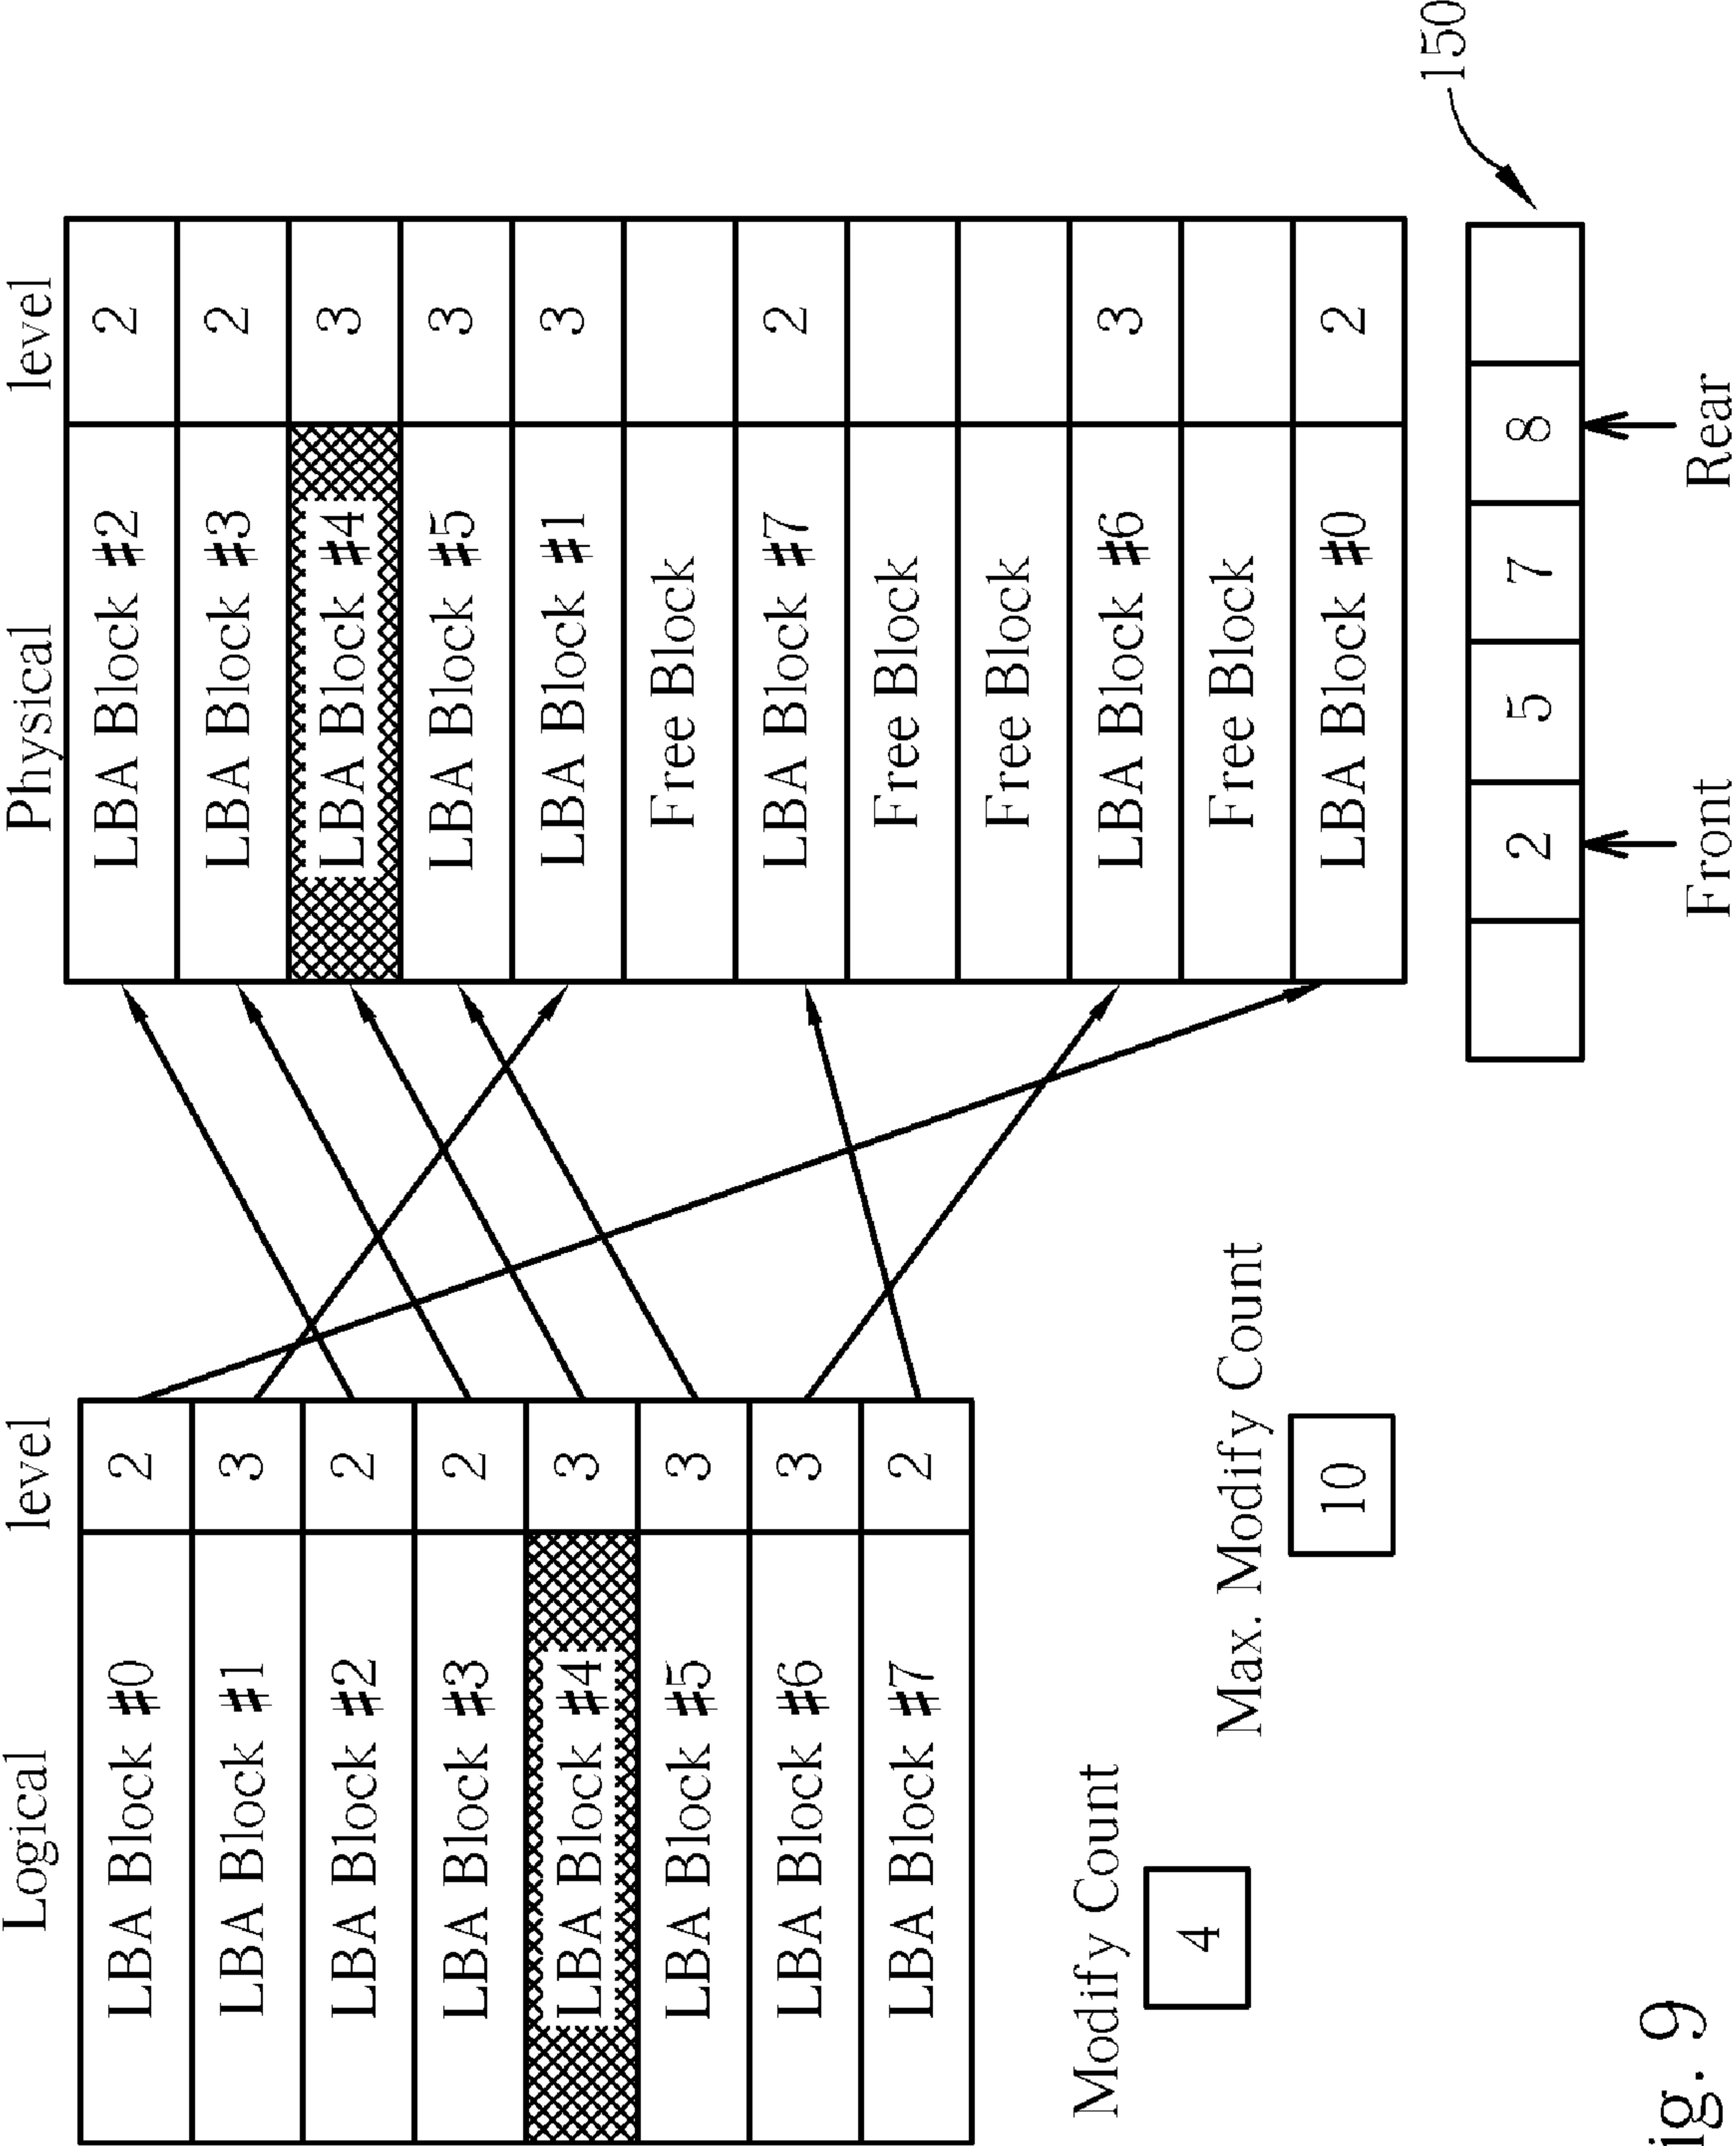 Logical level
LBA Block #0 2
LBA Block #1 3
LBA Block #2 2
LBA Block #3 2
LBA Block #4 3
LBA Block #5 3
LBA Block #6 3
LBA Block #7 2
Modify Count
4
Max. Modify Count
10
Physical level
LBA Block #2 2
LBA Block #3 2
LBA Block #4 3
LBA Block #5 3
LBA Block #1 3
Free Block
LBA Block #7 2
Free Block
Free Block
LBA Block #6 3
Free Block
LBA Block #0 2
150
2 5 7 8
Front Rear
ig. 9